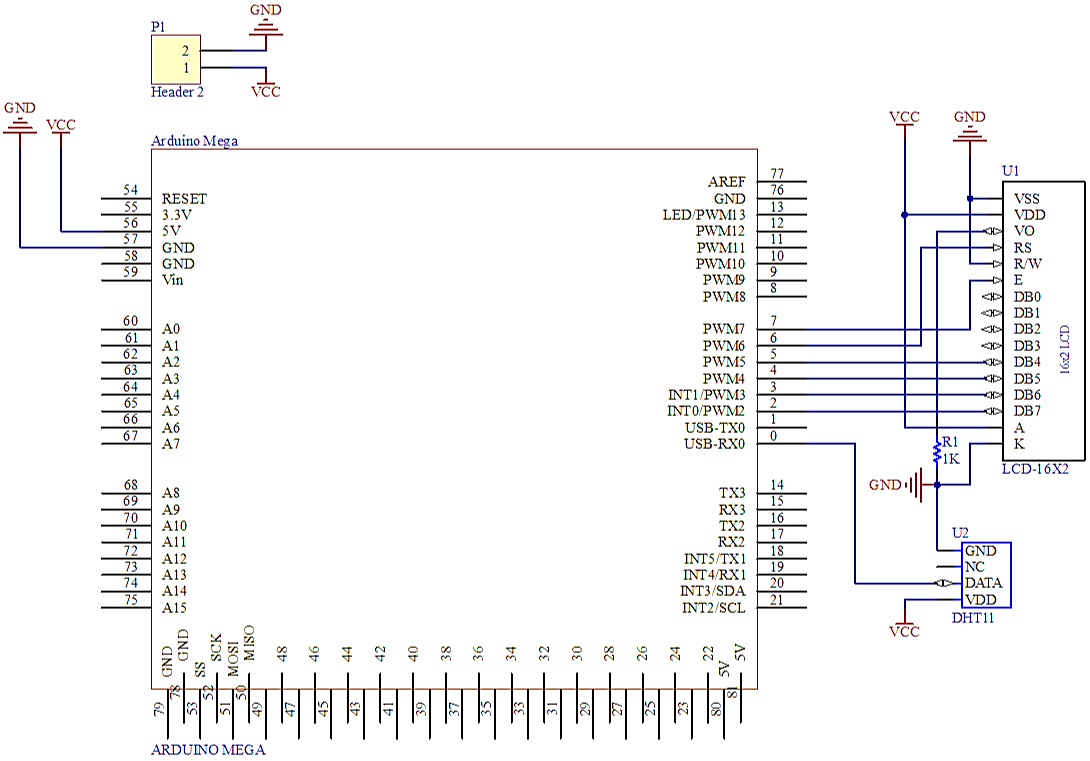 GND
P1
2
1
Header 2
VCC
GND
VCC
Arduino Mega
54 RESET
55 3.3V
56 5V
57 GND
58 GND
59 Vin
60 A0
61 A1
62 A2
63 A3
64 A4
65 A5
66 A6
67 A7
68 A8
69 A9
70 A10
71 A11
72 A12
73 A13
74 A14
75 A15
AREF 77
GND 76
LED/PWM13 13
PWM12 12
PWM11 11
PWM10 10
PWM9 9
PWM8 8
PWM7 7
PWM6 6
PWM5 5
PWM4 4
INT1/PWM3 3
INT0/PWM2 2
USB-TX0 1
USB-RX0 0
TX3 14
RX3 15
TX2 16
RX2 17
INT5/TX1 18
INT4/RX1 19
INT3/SDA 20
INT2/SCL 21
GND GND SS SCK MOSI MISO 48 46 44 42 40 38 36 34 32 30 28 26 24 22 5V 5V
79 78 53 52 51 50 49 47 45 43 41 39 37 35 33 31 29 27 25 23 80 81
ARDUINO MEGA
VCC
GND
U1
VSS
VDD
VO
RS
R/W
E
DB0
DB1
DB2
DB3
DB4
DB5
DB6
DB7
A
K
16x2 LCD
LCD-16X2
R1
1K
GND
U2
GND
NC
DATA
VDD
DHT11
VCC